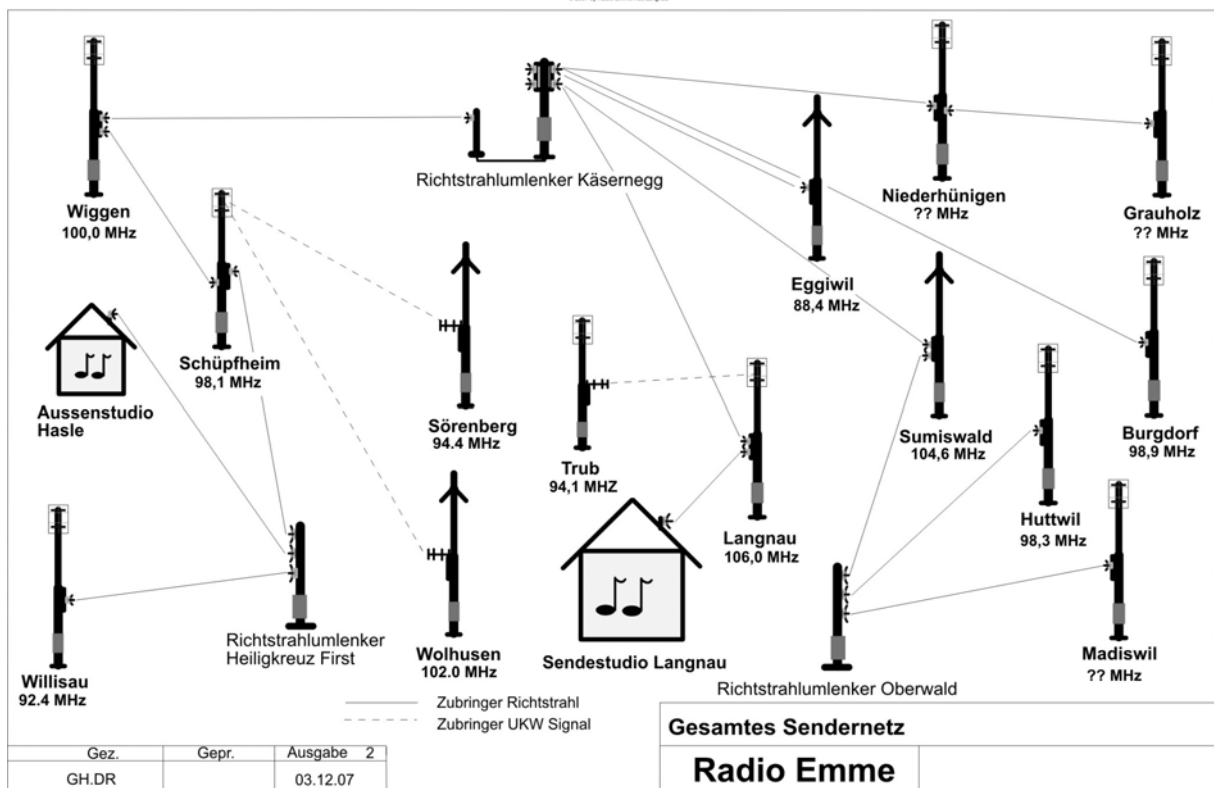 Wiggen
100,0 MHz
Richtstrahlumlenker Käsernegg
Niederhünigen
?? MHz
Grauholz
?? MHz
Eggiwil
88,4 MHz
Schüpfheim
98,1 MHz
Aussenstudio
Hasle
Sörenberg
94.4 MHz
Trub
94,1 MHZ
Sumiswald
104,6 MHz
Burgdorf
98,9 MHz
Langnau
106,0 MHz
Huttwil
98,3 MHz
Willisau
92.4 MHz
Richtstrahlumlenker
Heiligkreuz First
Wolhusen
102.0 MHz
Sendestudio Langnau
Richtstrahlumlenker Oberwald
Madiswil
?? MHz
Zubringer Richtstrahl
Zubringer UKW Signal
Gesamtes Sendernetz
Radio Emme
Gez. Gepr. Ausgabe 2
GH.DR 03.12.07